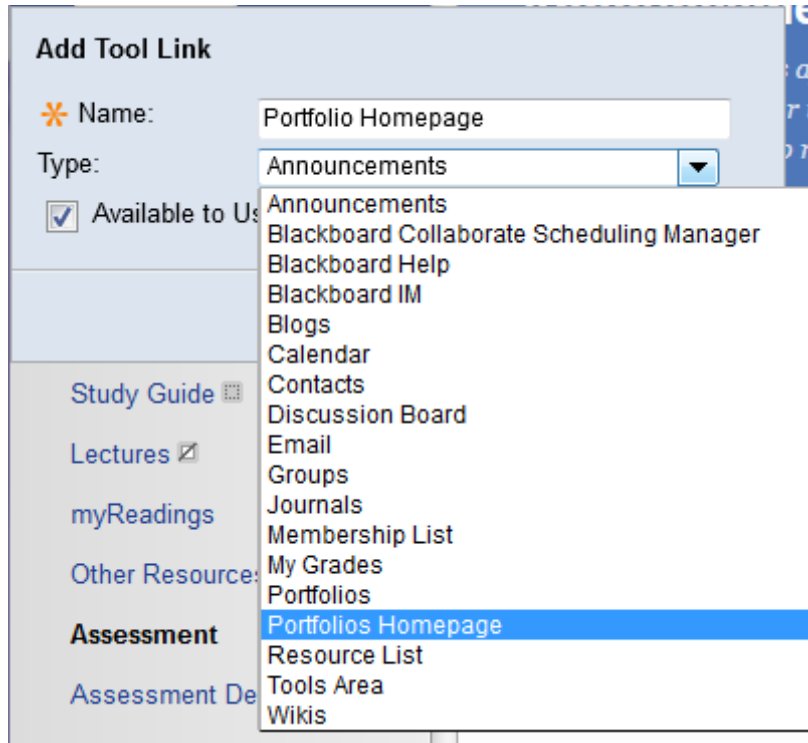 Add Tool Link
Name: Portfolio Homepage
Type: Announcements
Available to Us
Announcements
Blackboard Collaborate Scheduling Manager
Blackboard Help
Blackboard IM
Blogs
Calendar
Contacts
Discussion Board
Email
Groups
Journals
Membership List
My Grades
Portfolios
Portfolios Homepage
Resource List
Tools Area
Wikis
Study Guide
Lectures
myReadings
Other Resources
Assessment
Assessment De